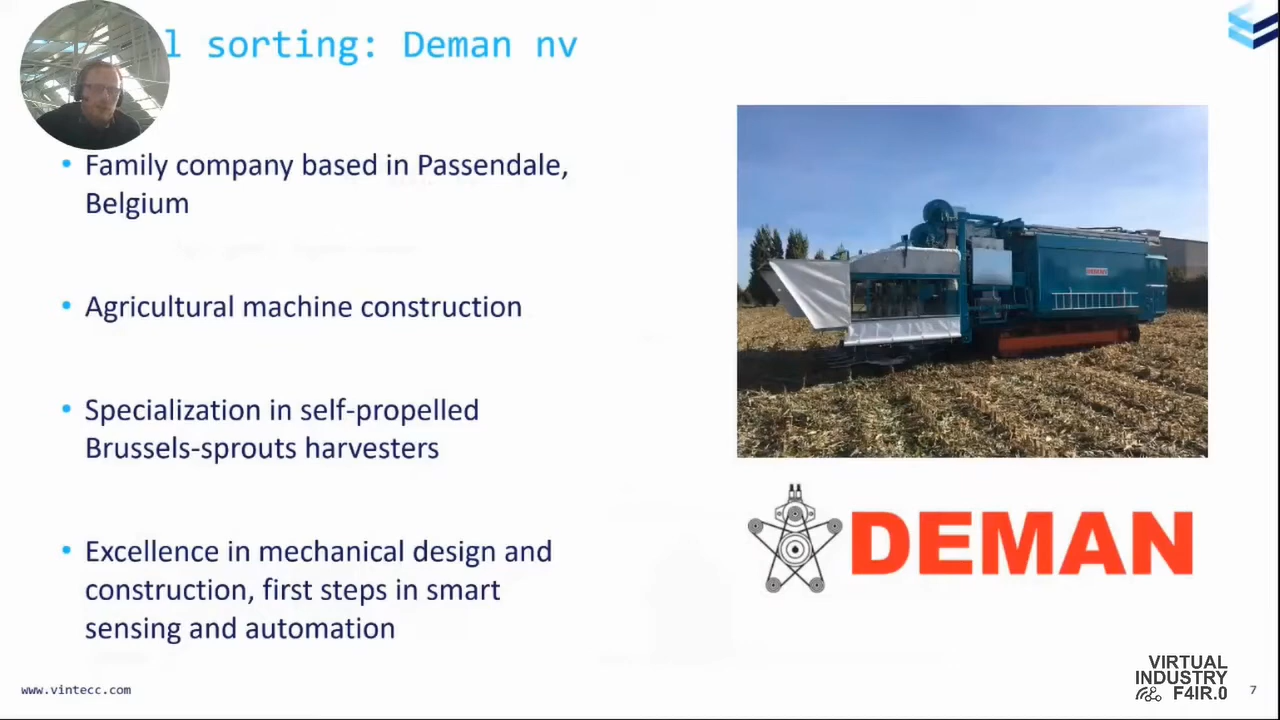 l sorting: Deman nv
• Family company based in Passendale,
Belgium
• Agricultural machine construction
• Specialization in self-propelled
Brussels-sprouts harvesters
• Excellence in mechanical design and
construction, first steps in smart
sensing and automation
DEMAN
DEMAN
www.vintecc.com
VIRTUAL
INDUSTRY
F4IR.0
7